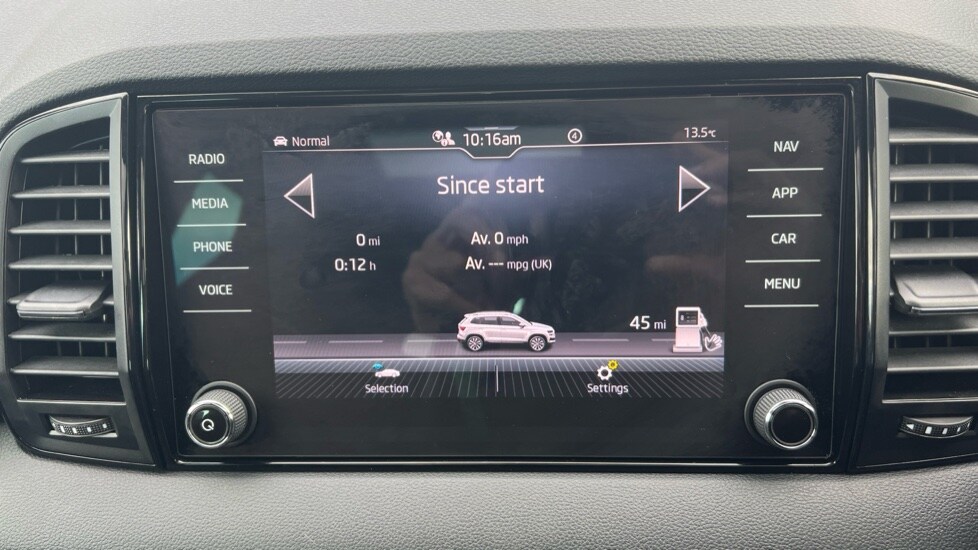 Normal 10:16am 4 13.5°C
RADIO
MEDIA
PHONE
VOICE
Since start
0 mi Av. 0 mph
0:12 h Av. --- mpg (UK)
45 mi
Selection Settings
NAV
APP
CAR
MENU